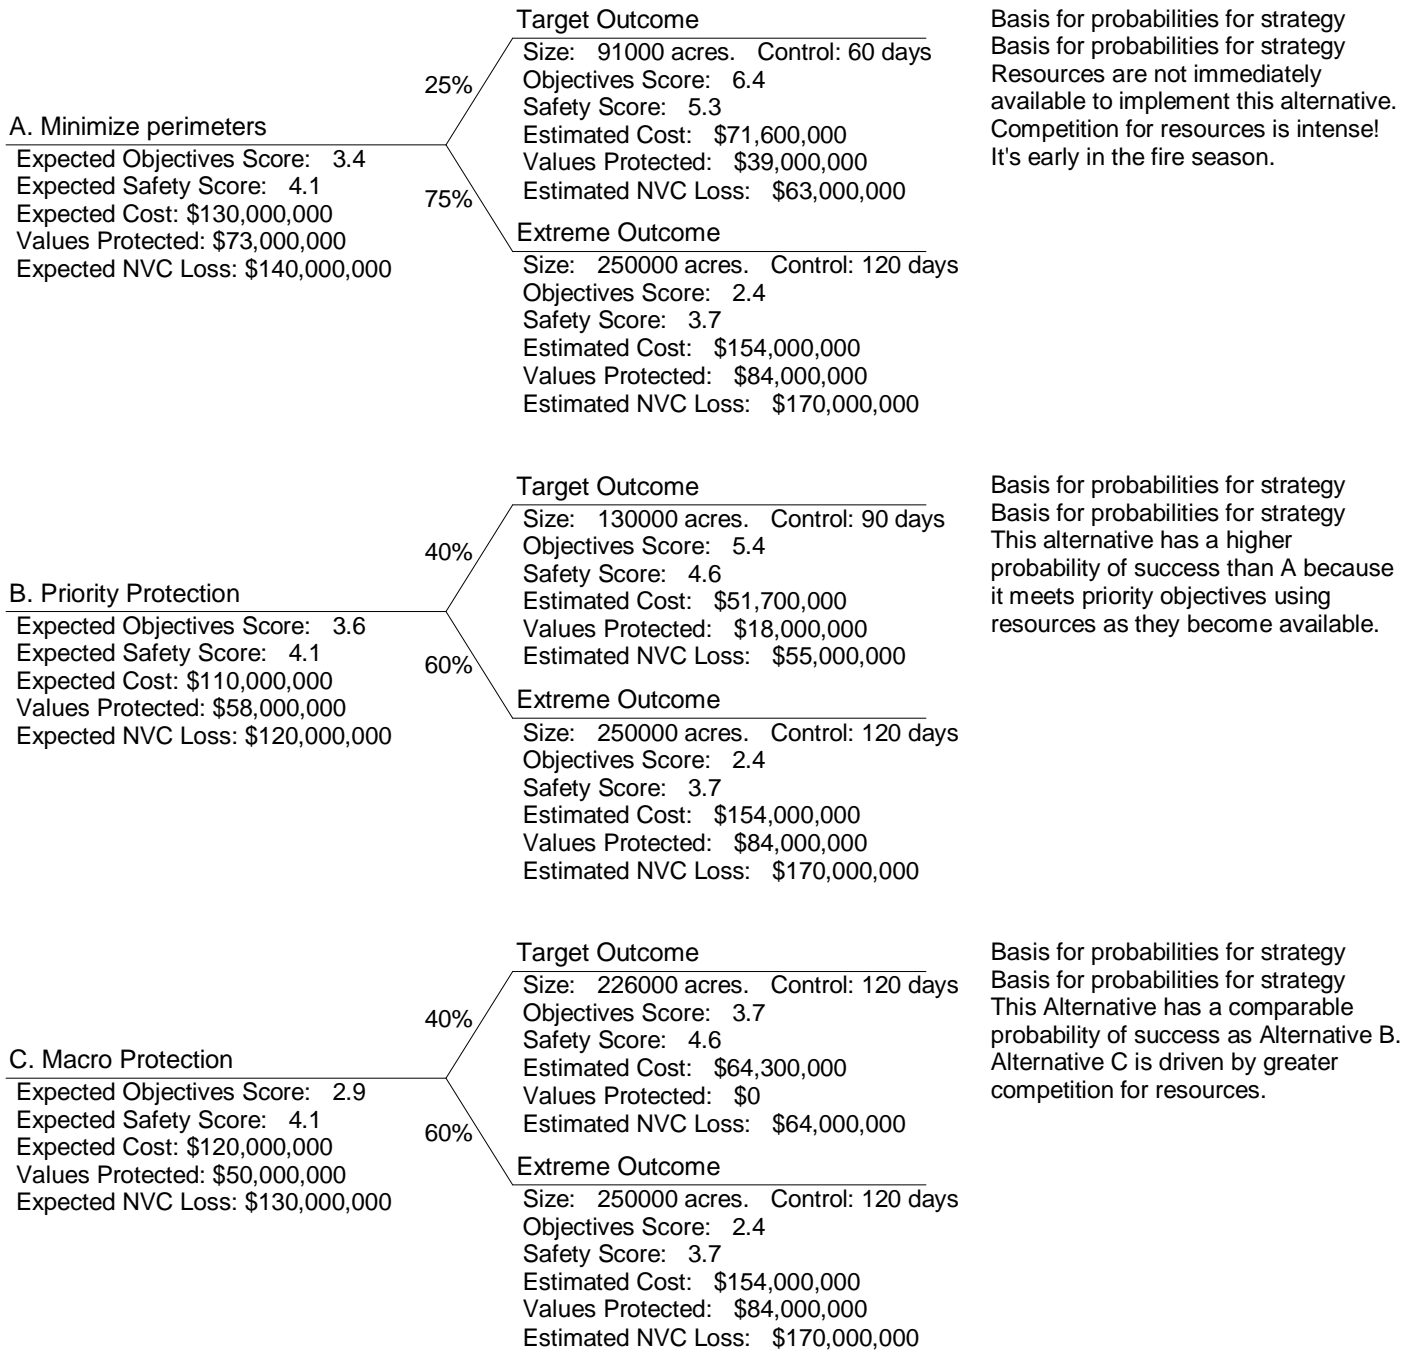 A. Minimize perimeters
Expected Objectives Score: 3.4
Expected Safety Score: 4.1
Expected Cost: $130,000,000
Values Protected: $73,000,000
Expected NVC Loss: $140,000,000
25%
75%
Target Outcome
Size: 91000 acres. Control: 60 days
Objectives Score: 6.4
Safety Score: 5.3
Estimated Cost: $71,600,000
Values Protected: $39,000,000
Estimated NVC Loss: $63,000,000
Extreme Outcome
Size: 250000 acres. Control: 120 days
Objectives Score: 2.4
Safety Score: 3.7
Estimated Cost: $154,000,000
Values Protected: $84,000,000
Estimated NVC Loss: $170,000,000
Basis for probabilities for strategy
Basis for probabilities for strategy
Resources are not immediately
available to implement this alternative.
Competition for resources is intense!
It's early in the fire season.
B. Priority Protection
Expected Objectives Score: 3.6
Expected Safety Score: 4.1
Expected Cost: $110,000,000
Values Protected: $58,000,000
Expected NVC Loss: $120,000,000
40%
60%
Target Outcome
Size: 130000 acres. Control: 90 days
Objectives Score: 5.4
Safety Score: 4.6
Estimated Cost: $51,700,000
Values Protected: $18,000,000
Estimated NVC Loss: $55,000,000
Extreme Outcome
Size: 250000 acres. Control: 120 days
Objectives Score: 2.4
Safety Score: 3.7
Estimated Cost: $154,000,000
Values Protected: $84,000,000
Estimated NVC Loss: $170,000,000
Basis for probabilities for strategy
Basis for probabilities for strategy
This alternative has a higher
probability of success than A because
it meets priority objectives using
resources as they become available.
C. Macro Protection
Expected Objectives Score: 2.9
Expected Safety Score: 4.1
Expected Cost: $120,000,000
Values Protected: $50,000,000
Expected NVC Loss: $130,000,000
40%
60%
Target Outcome
Size: 226000 acres. Control: 120 days
Objectives Score: 3.7
Safety Score: 4.6
Estimated Cost: $64,300,000
Values Protected: $0
Estimated NVC Loss: $64,000,000
Extreme Outcome
Size: 250000 acres. Control: 120 days
Objectives Score: 2.4
Safety Score: 3.7
Estimated Cost: $154,000,000
Values Protected: $84,000,000
Estimated NVC Loss: $170,000,000
Basis for probabilities for strategy
Basis for probabilities for strategy
This Alternative has a comparable
probability of success as Alternative B.
Alternative C is driven by greater
competition for resources.